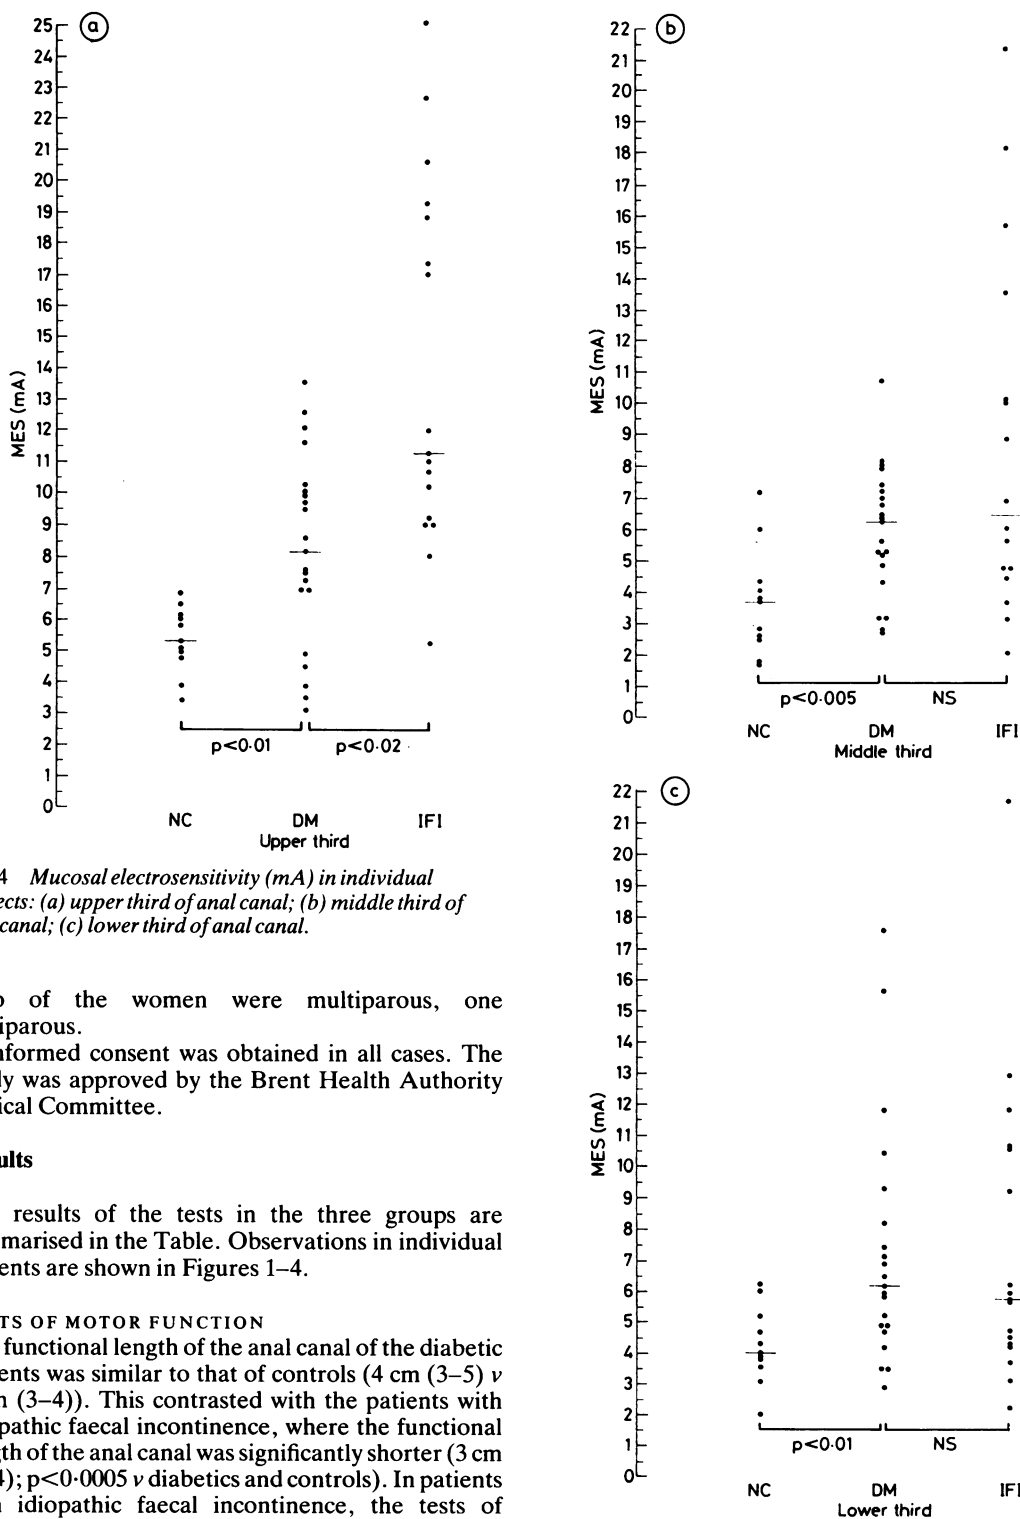 a
25
24
23
22
21
20
19
18
17
16
15
14
13
12
11
10
9
8
7
6
5
4
3
2
1
0
MES (mA)
p<0·01
p<0·02
NC DM IFI
Upper third
4 Mucosal electrosensitivity (mA) in individual
ects: (a) upper third of anal canal; (b) middle third of
canal; (c) lower third of anal canal.
o of the women were multiparous, one
iparous.
nformed consent was obtained in all cases. The
ly was approved by the Brent Health Authority
ical Committee.
ults
results of the tests in the three groups are
marised in the Table. Observations in individual
ents are shown in Figures 1–4.
TS OF MOTOR FUNCTION
functional length of the anal canal of the diabetic
ents was similar to that of controls (4 cm (3–5) v
n (3–4)). This contrasted with the patients with
pathic faecal incontinence, where the functional
gth of the anal canal was significantly shorter (3 cm
4); p<0·0005 v diabetics and controls). In patients
idiopathic faecal incontinence, the tests of
b
22
21
20
19
18
17
16
15
14
13
12
11
10
9
8
7
6
5
4
3
2
1
0
MES (mA)
p<0·005
NS
NC DM IFI
Middle third
c
22
21
20
19
18
17
16
15
14
13
12
11
10
9
8
7
6
5
4
3
2
1
0
MES (mA)
p<0·01
NS
NC DM IFI
Lower third